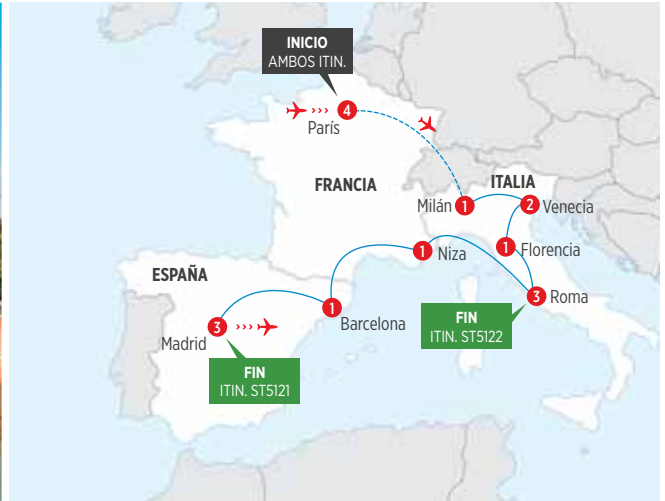 INICIO
AMBOS ITIN.
4
París
FRANCIA
ITALIA
Milán
1
2
Venecia
1
Florencia
1
Niza
ESPAÑA
3
Roma
1
Barcelona
FIN
ITIN. ST5122
3
Madrid
FIN
ITIN. ST5121